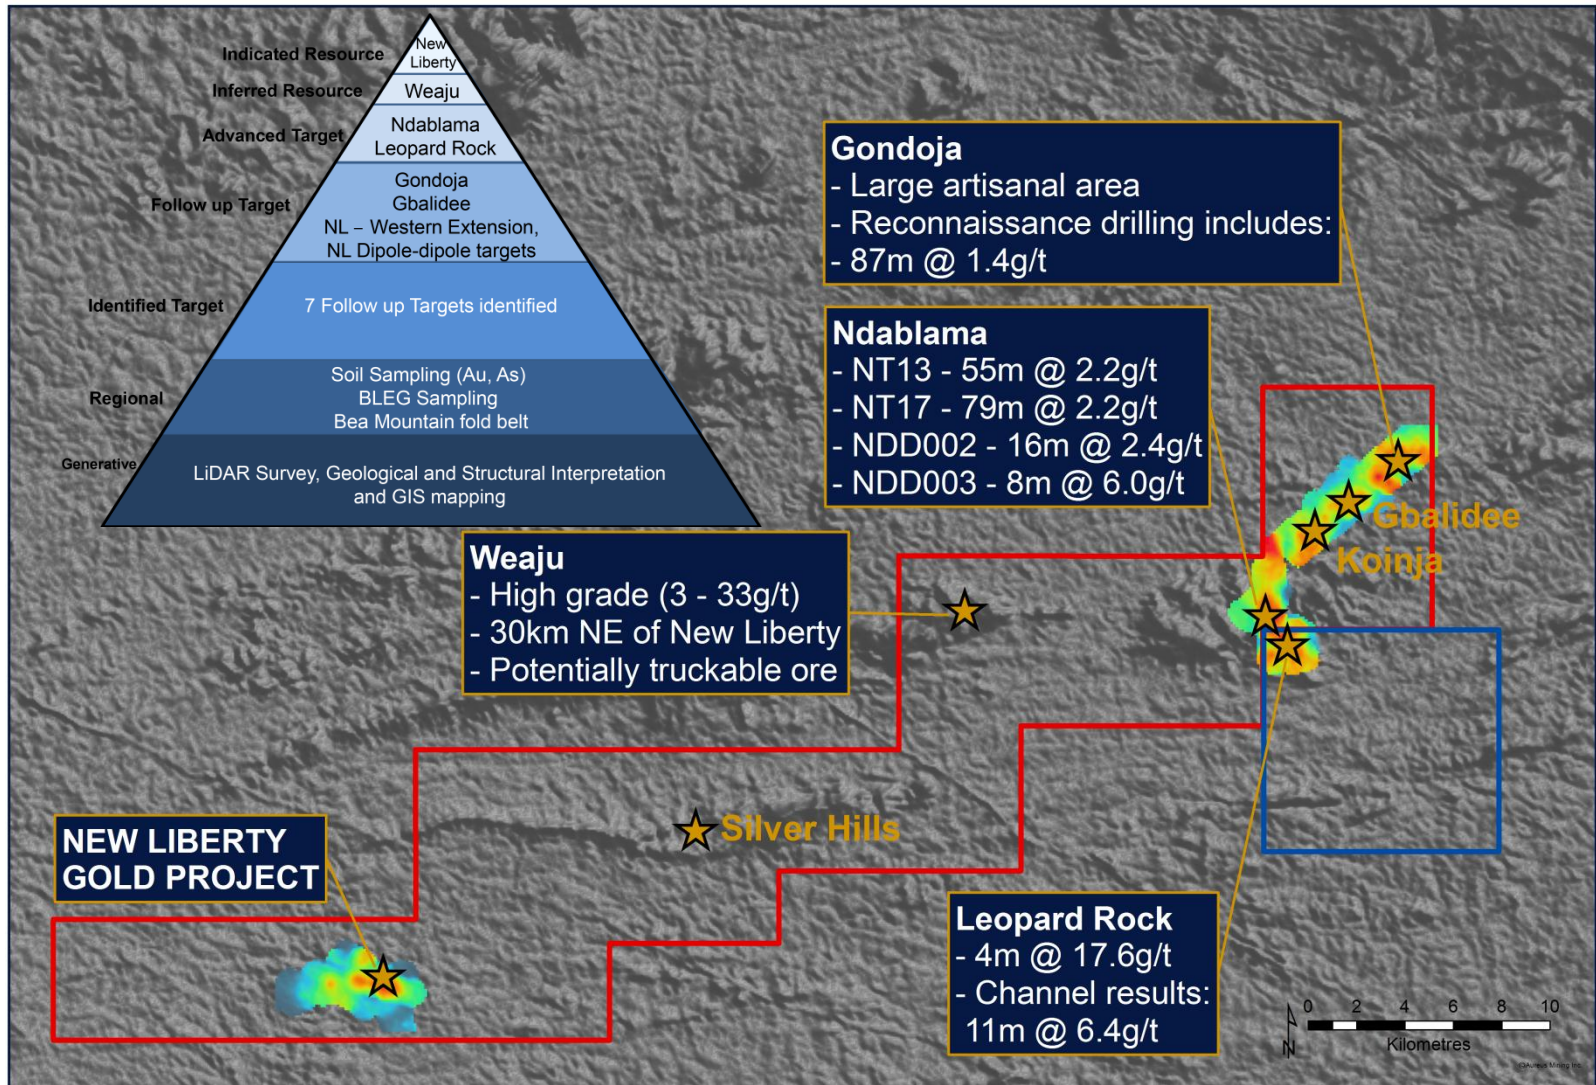 Indicated Resource
New
Liberty
Inferred Resource
Weaju
Advanced Target
Ndablama
Leopard Rock
Follow up Target
Gondoja
Gbalidee
NL – Western Extension,
NL Dipole-dipole targets
Identified Target
7 Follow up Targets identified
Regional
Soil Sampling (Au, As)
BLEG Sampling
Bea Mountain fold belt
Generative
LiDAR Survey, Geological and Structural Interpretation
and GIS mapping
Gondoja
- Large artisanal area
- Reconnaissance drilling includes:
- 87m @ 1.4g/t
Ndablama
- NT13 - 55m @ 2.2g/t
- NT17 - 79m @ 2.2g/t
- NDD002 - 16m @ 2.4g/t
- NDD003 - 8m @ 6.0g/t
Gbalidee
Koinja
Weaju
- High grade (3 - 33g/t)
- 30km NE of New Liberty
- Potentially truckable ore
Silver Hills
NEW LIBERTY
GOLD PROJECT
Leopard Rock
- 4m @ 17.6g/t
- Channel results:
11m @ 6.4g/t
0 2 4 6 8 10
Kilometres
N
©Aureus Mining Inc.